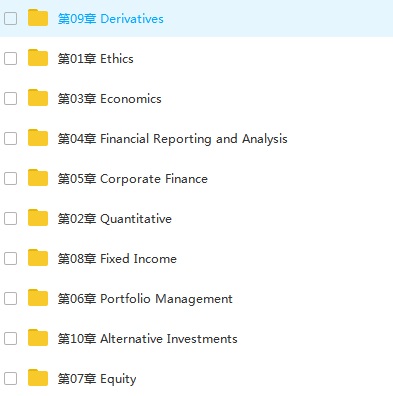 第09章 Derivatives
第01章 Ethics
第03章 Economics
第04章 Financial Reporting and Analysis
第05章 Corporate Finance
第02章 Quantitative
第08章 Fixed Income
第06章 Portfolio Management
第10章 Alternative Investments
第07章 Equity